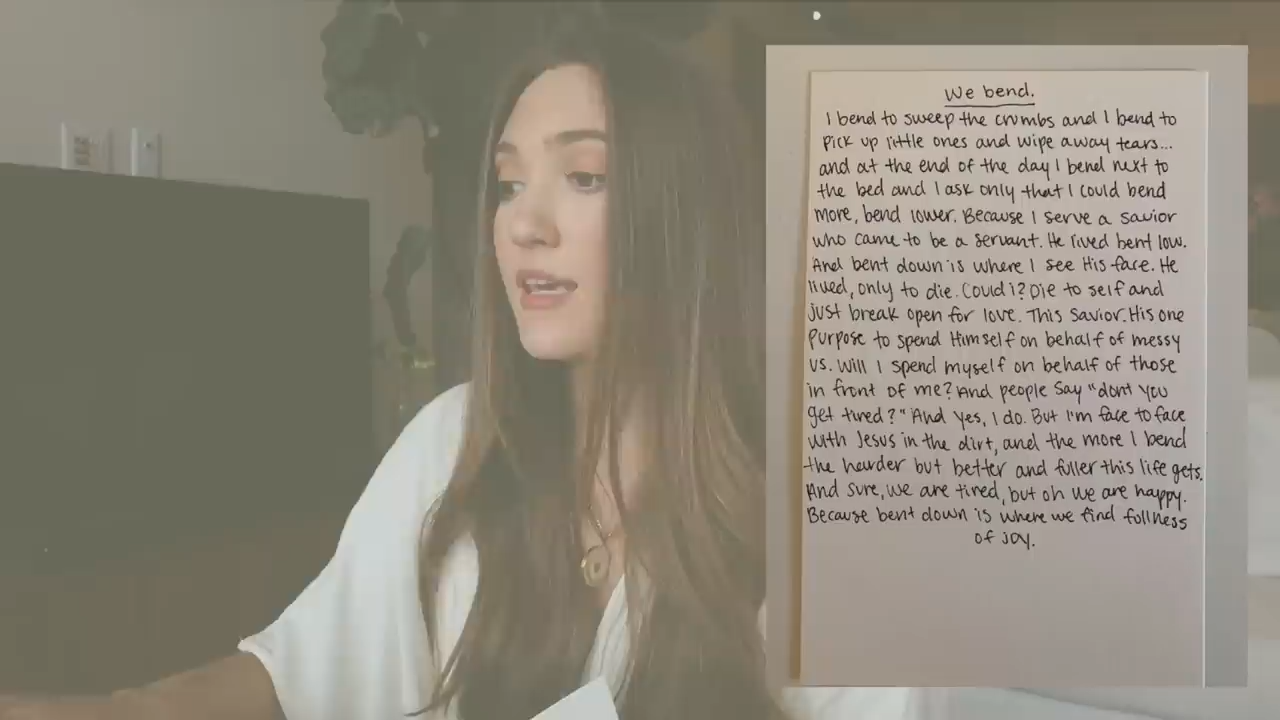 We bend.
I bend to sweep the crumbs and I bend to
pick up little ones and wipe away tears...
and at the end of the day I bend next to
the bed and I ask only that I could bend
more, bend lower. Because I serve a savior
who came to be a servant. He lived bent low.
And bent down is where I see His face. He
lived, only to die. Could i? Die to self and
just break open for love. This Savior. His one
purpose to spend Himself on behalf of messy
us. Will I spend myself on behalf of those
in front of me? And people say "dont you
get tired?" And yes, I do. But I'm face to face
with Jesus in the dirt, and the more I bend
the harder but better and fuller this life gets.
And sure, we are tired, but oh we are happy.
Because bent down is where we find fullness
of joy.